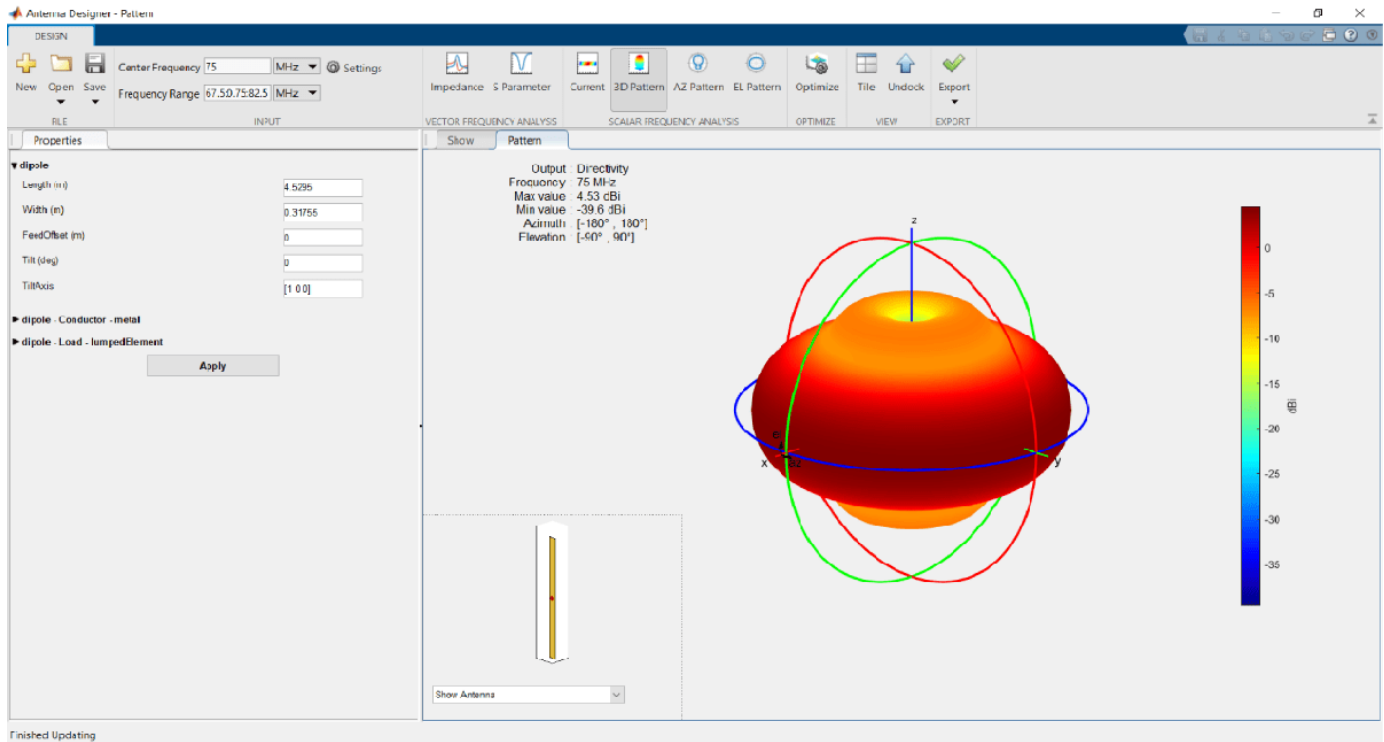 Antenna Designer - Pattern
DESIGN
New Open Save
Center Frequency 75 MHz Settings
Frequency Range 67.5:0.75:82.5 MHz
Impedance S Parameter Current 3D Pattern AZ Pattern EL Pattern Optimize Tile Undock Export
FILE INPUT VECTOR FREQUENCY ANALYSIS SCALAR FREQUENCY ANALYSIS OPTIMIZE VIEW EXPORT
Properties
dipole
Length (m) 4.5295
Width (m) 0.31755
FeedOffset (m) 0
Tilt (deg) 0
TiltAxis [1 0 0]
dipole - Conductor - metal
dipole - Load - lumpedElement
Apply
Show Pattern
Output : Directivity
Frequency : 75 MHz
Max value : 4.53 dBi
Min value : -39.6 dBi
Azimuth : [-180° , 180°]
Elevation : [-90° , 90°]
z
x
az
y
0
-5
-10
-15
-20
-25
-30
-35
dBi
Show Antenna
Finished Updating